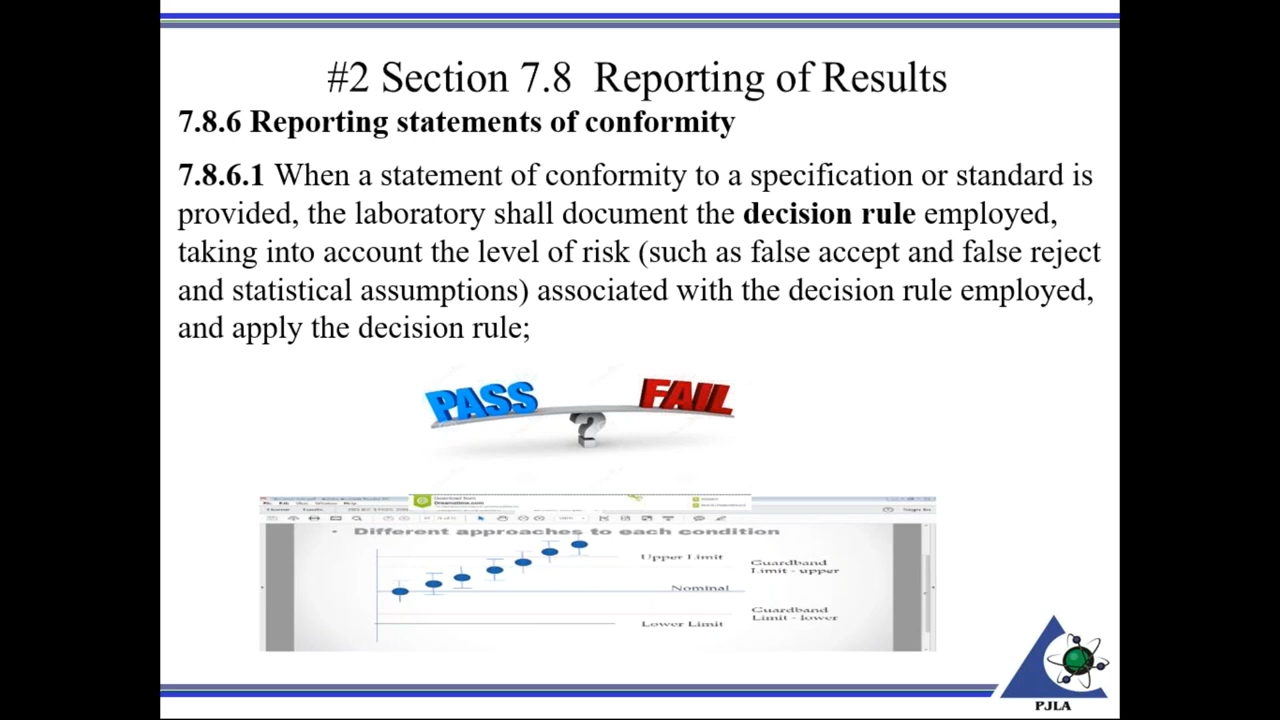 #2 Section 7.8 Reporting of Results
7.8.6 Reporting statements of conformity
7.8.6.1 When a statement of conformity to a specification or standard is
provided, the laboratory shall document the decision rule employed,
taking into account the level of risk (such as false accept and false reject
and statistical assumptions) associated with the decision rule employed,
and apply the decision rule;
PASS FAIL
?
Download from
Dreamstime.com
• Different approaches to each condition
Upper Limit
Guardband
Limit - upper
Nominal
Guardband
Limit - lower
Lower Limit
PJLA